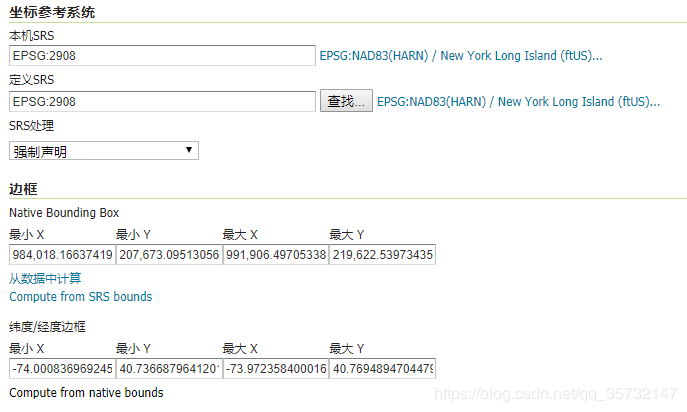 坐标参考系统
本机SRS
EPSG:2908 EPSG:NAD83(HARN) / New York Long Island (ftUS)...
定义SRS
EPSG:2908 查找... EPSG:NAD83(HARN) / New York Long Island (ftUS)...
SRS处理
强制声明
边框
Native Bounding Box
最小 X 最小 Y 最大 X 最大 Y
984,018.16637419 207,673.09513056 991,906.49705338 219,622.53973435
从数据中计算
Compute from SRS bounds
纬度/经度边框
最小 X 最小 Y 最大 X 最大 Y
-74.000836969245 40.736687964120 -73.972358400016 40.7694894704479
Compute from native bounds
https://blog.csdn.net/qq_35732147